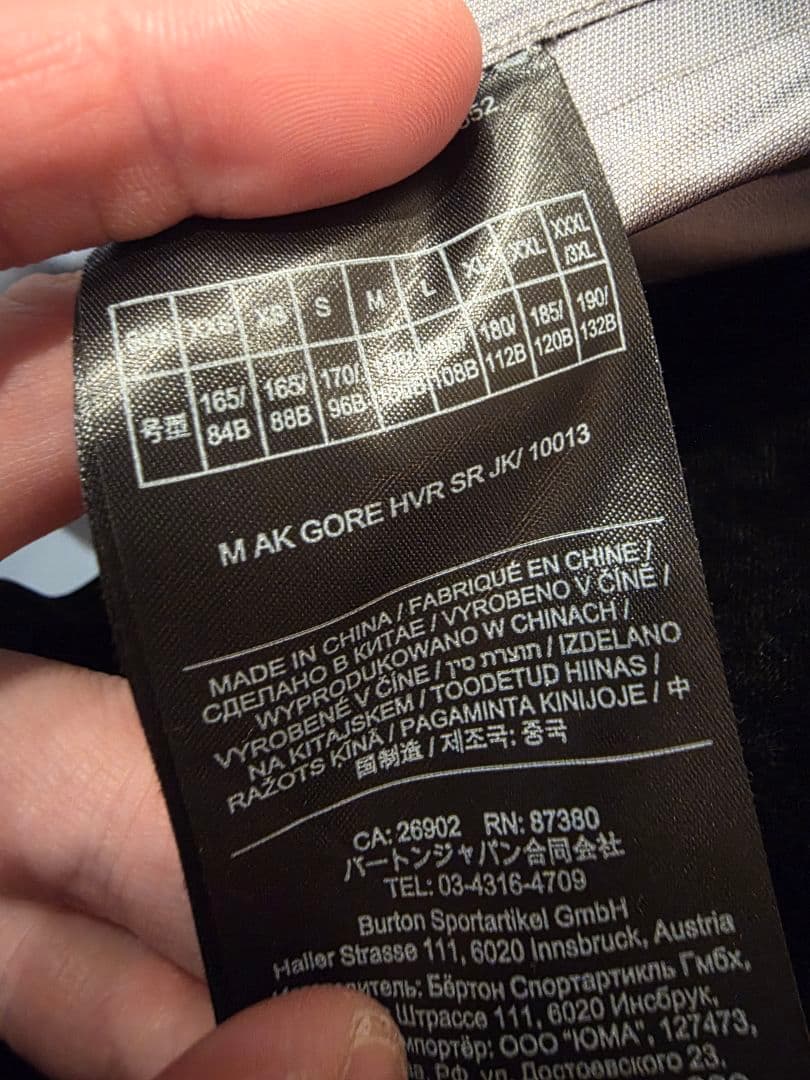 352
XXS XS S M L XL XXL XXXL
/3XL
号型 165/ 165/ 170/ 180/ 185/ 190/
84B 88B 96B 108B 112B 120B 132B
M AK GORE HVR SR JK/ 10013
MADE IN CHINA / FABRIQUÉ EN CHINE /
СДЕЛАНО В КИТАЕ / VYROBENO V ČÍNĚ /
WYPRODUKOWANO W CHINACH /
VYROBENÉ V ČÍNE / תוצרת סין / IZDELANO
NA KITAJSKEM / TOODETUD HIINAS /
RAŽOTS ĶĪNĀ / PAGAMINTA KINIJOJE / 中
国制造 / 제조국: 중국
CA: 26902 RN: 87380
バートンジャパン合同会社
TEL: 03-4316-4709
Burton Sportartikel GmbH
Haller Strasse 111, 6020 Innsbruck, Austria
Бёртон Спортартикль Гмбх,
Штрассе 111, 6020 Инсбрук,
ООО "ЮМА", 127473,
РФ, ул. Достоевского 23,